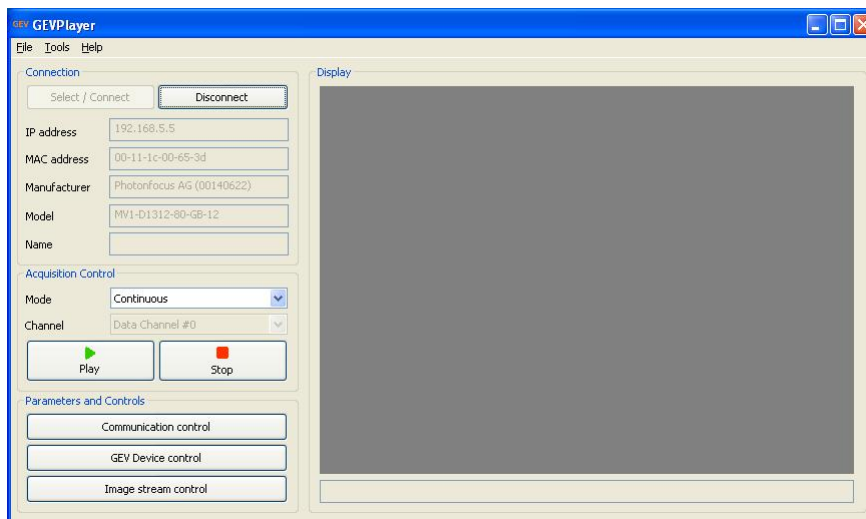 GEV GEVPlayer
File Tools Help
Connection
Select / Connect Disconnect
IP address 192.168.5.5
MAC address 00-11-1c-00-65-3d
Manufacturer Photonfocus AG (00140622)
Model MV1-D1312-80-GB-12
Name
Acquisition Control
Mode Continuous
Channel Data Channel #0
Play Stop
Parameters and Controls
Communication control
GEV Device control
Image stream control
Display